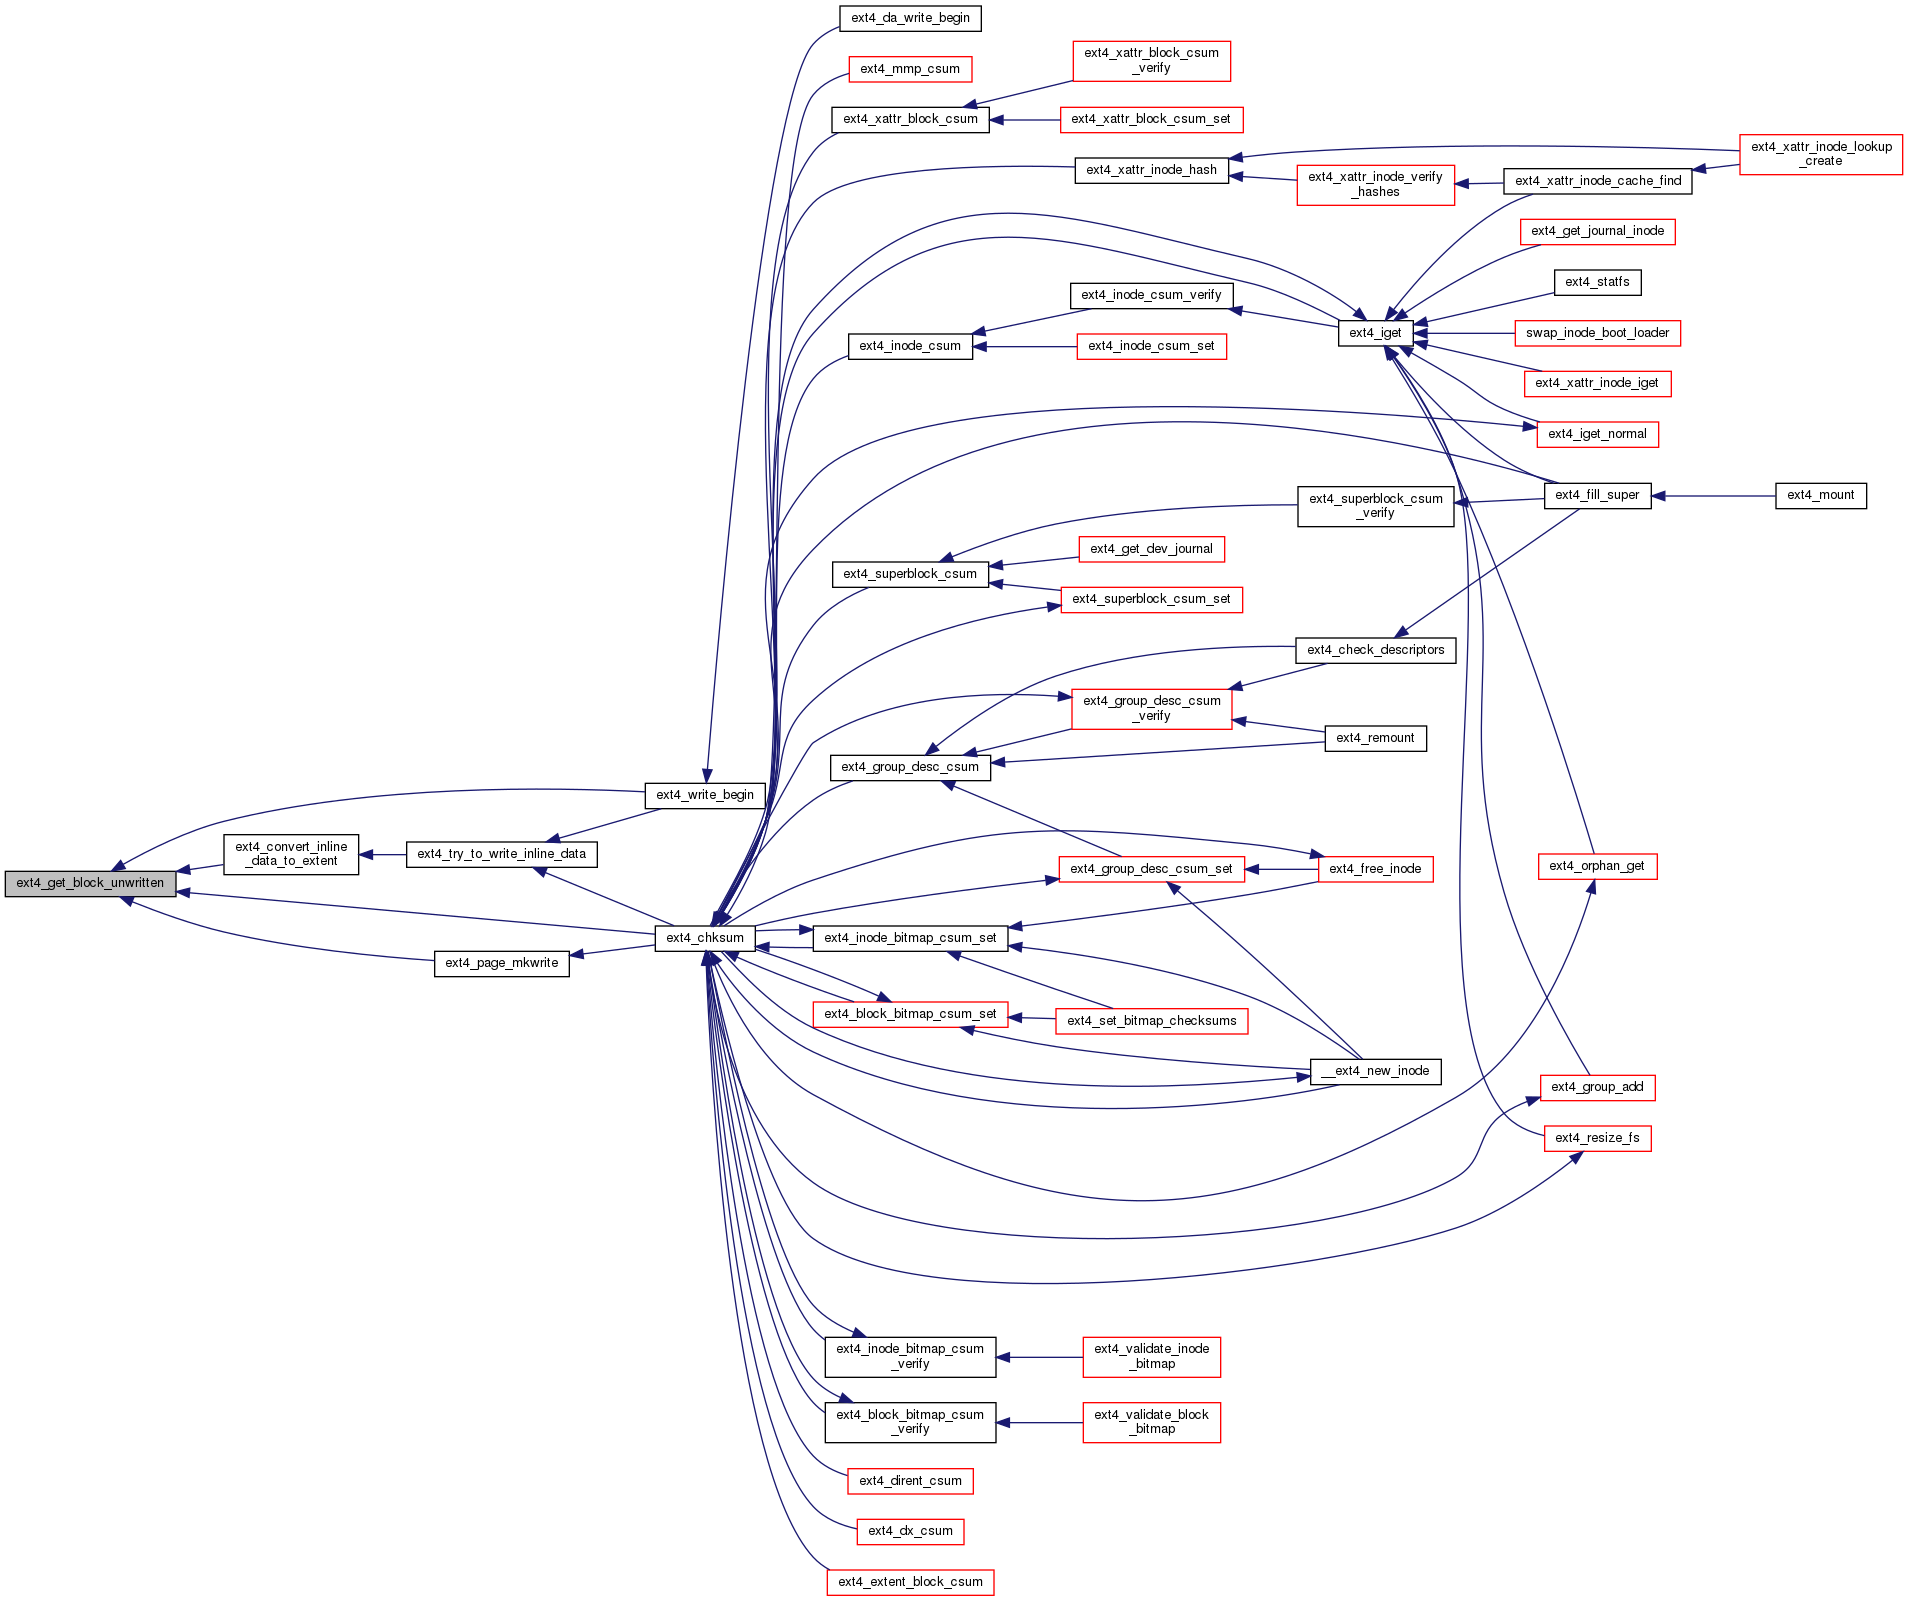 ext4_da_write_begin
ext4_mmp_csum
ext4_xattr_block_csum
_verify
ext4_xattr_block_csum
ext4_xattr_block_csum_set
ext4_xattr_inode_hash
ext4_xattr_inode_verify
_hashes
ext4_xattr_inode_cache_find
ext4_xattr_inode_lookup
_create
ext4_get_journal_inode
ext4_statfs
ext4_inode_csum_verify
ext4_iget
swap_inode_boot_loader
ext4_inode_csum
ext4_inode_csum_set
ext4_xattr_inode_iget
ext4_iget_normal
ext4_superblock_csum
_verify
ext4_fill_super
ext4_mount
ext4_get_dev_journal
ext4_superblock_csum
ext4_superblock_csum_set
ext4_check_descriptors
ext4_group_desc_csum
_verify
ext4_remount
ext4_group_desc_csum
ext4_write_begin
ext4_convert_inline
_data_to_extent
ext4_try_to_write_inline_data
ext4_get_block_unwritten
ext4_group_desc_csum_set
ext4_free_inode
ext4_orphan_get
ext4_chksum
ext4_inode_bitmap_csum_set
ext4_page_mkwrite
ext4_block_bitmap_csum_set
ext4_set_bitmap_checksums
__ext4_new_inode
ext4_group_add
ext4_resize_fs
ext4_inode_bitmap_csum
_verify
ext4_validate_inode
_bitmap
ext4_block_bitmap_csum
_verify
ext4_validate_block
_bitmap
ext4_dirent_csum
ext4_dx_csum
ext4_extent_block_csum